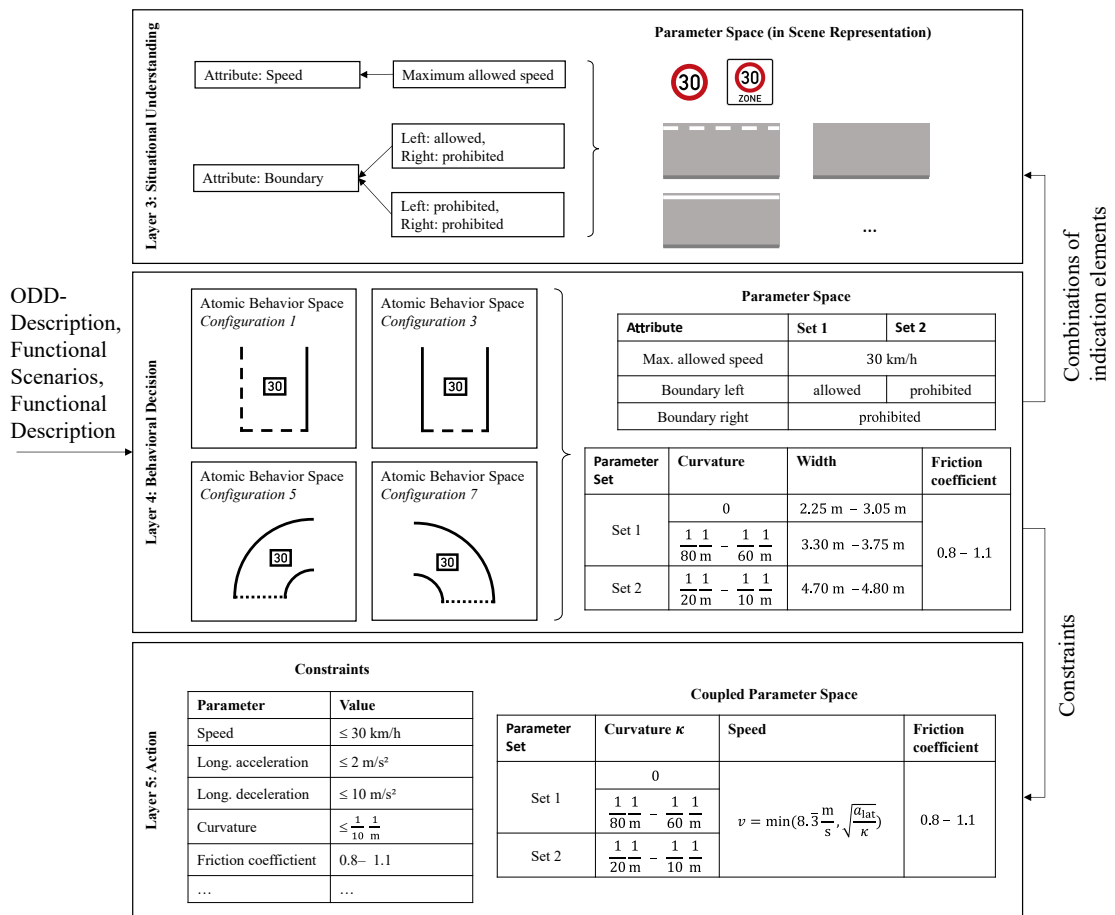 ODD-
Description,
Functional
Scenarios,
Functional
Description
Layer 3: Situational Understanding
Attribute: Speed
Maximum allowed speed
Attribute: Boundary
Left: allowed,
Right: prohibited
Left: prohibited,
Right: prohibited
Parameter Space (in Scene Representation)
30
30
ZONE
...
Combinations of
indication elements
Layer 4: Behavioral Decision
Atomic Behavior Space
Configuration 1
30
Atomic Behavior Space
Configuration 3
30
Atomic Behavior Space
Configuration 5
30
Atomic Behavior Space
Configuration 7
30
Parameter Space
Attribute Set 1 Set 2
Max. allowed speed 30 km/h
Boundary left allowed prohibited
Boundary right prohibited
Parameter
Set Curvature Width Friction
coefficient
Set 1 0 2.25 m – 3.05 m
1/80 1/m – 1/60 1/m 3.30 m –3.75 m
0.8 – 1.1
Set 2 1/20 1/m – 1/10 1/m 4.70 m –4.80 m
Constraints
Layer 5: Action
Constraints
Parameter Value
Speed ≤ 30 km/h
Long. acceleration ≤ 2 m/s²
Long. deceleration ≤ 10 m/s²
Curvature ≤ 1/10 1/m
Friction coefftictient 0.8– 1.1
... ...
Coupled Parameter Space
Parameter
Set Curvature κ Speed Friction
coefficient
Set 1 0
1/80 1/m – 1/60 1/m
v = min(8.3̅ m/s, √(a_lat/κ)) 0.8 – 1.1
Set 2 1/20 1/m – 1/10 1/m